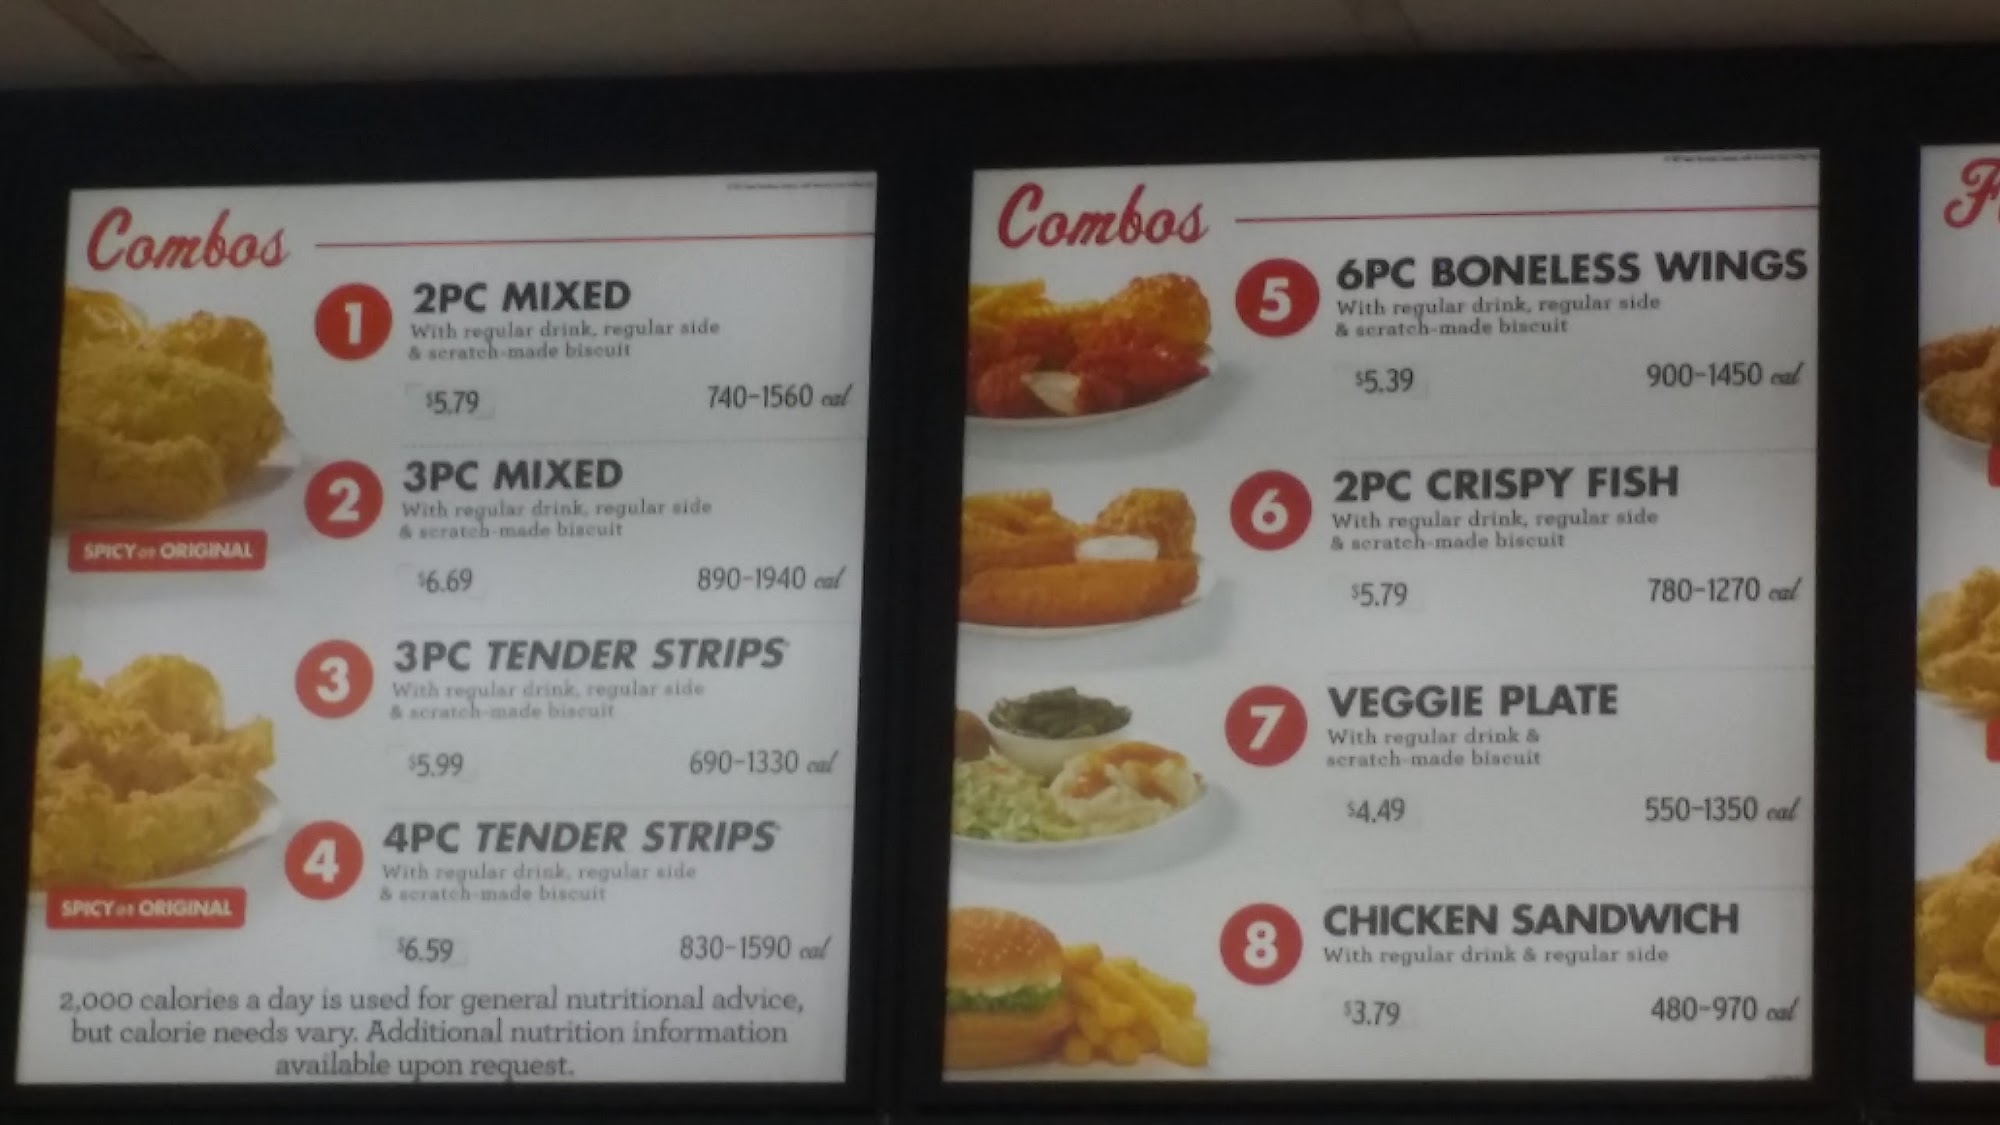 Combos
1 2PC MIXED
With regular drink, regular side
& scratch-made biscuit
$5.79 740-1560 cal
2 3PC MIXED
With regular drink, regular side
& scratch-made biscuit
SPICY or ORIGINAL
$6.69 890-1940 cal
3 3PC TENDER STRIPS
With regular drink, regular side
& scratch-made biscuit
$5.99 690-1330 cal
4 4PC TENDER STRIPS
With regular drink, regular side
& scratch-made biscuit
SPICY or ORIGINAL
$6.59 830-1590 cal
2,000 calories a day is used for general nutritional advice,
but calorie needs vary. Additional nutrition information
available upon request.
Combos
5 6PC BONELESS WINGS
With regular drink, regular side
& scratch-made biscuit
$5.39 900-1450 cal
6 2PC CRISPY FISH
With regular drink, regular side
& scratch-made biscuit
$5.79 780-1270 cal
7 VEGGIE PLATE
With regular drink &
scratch-made biscuit
$4.49 550-1350 cal
8 CHICKEN SANDWICH
With regular drink & regular side
$3.79 480-970 cal